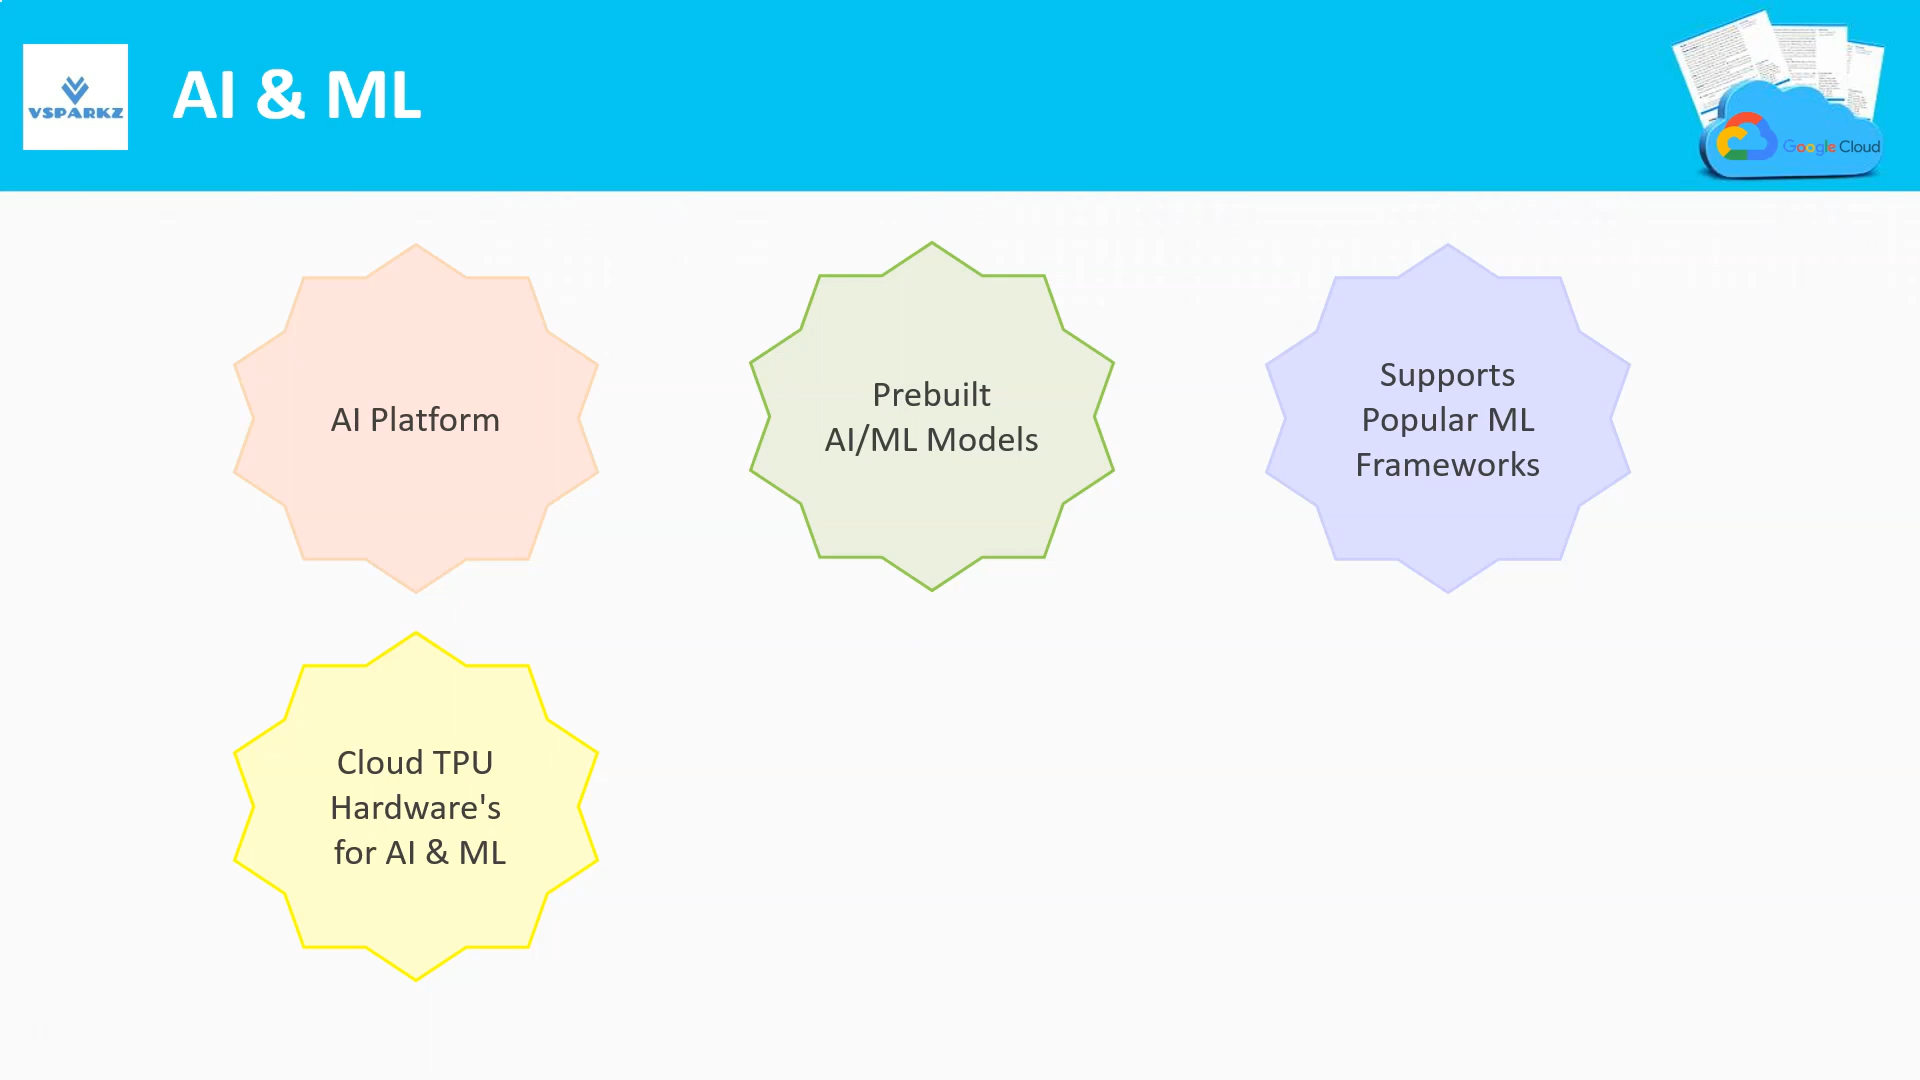 VSPARKZ
AI & ML
Google Cloud
AI Platform
Prebuilt
AI/ML Models
Supports
Popular ML
Frameworks
Cloud TPU
Hardware's
for AI & ML